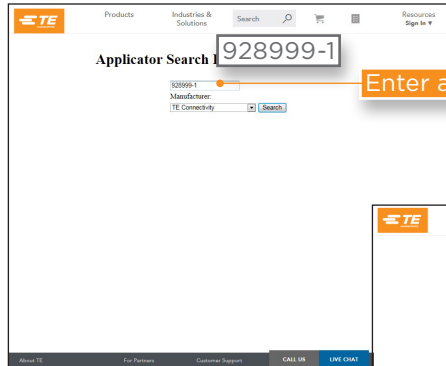 TE
Products
Industries &
Solutions
Search
Resources
Sign In
Applicator Search
928999-1
928999-1
Enter a
Manufacturer:
TE Connectivity
Search
TE
About TE
For Partners
Customer Support
CALL US
LIVE CHAT